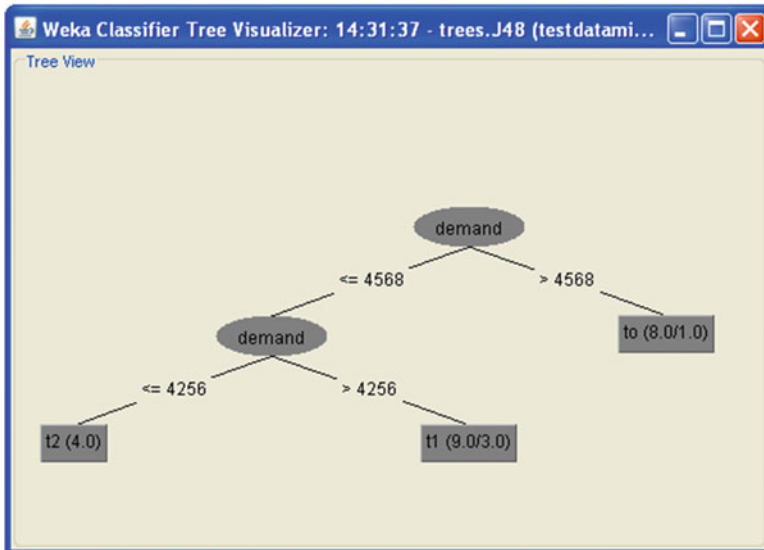 Weka Classifier Tree Visualizer: 14:31:37 - trees.J48 (testdatami...
Tree View
demand
<= 4568
> 4568
demand
to (8.0/1.0)
<= 4256
> 4256
t2 (4.0)
t1 (9.0/3.0)